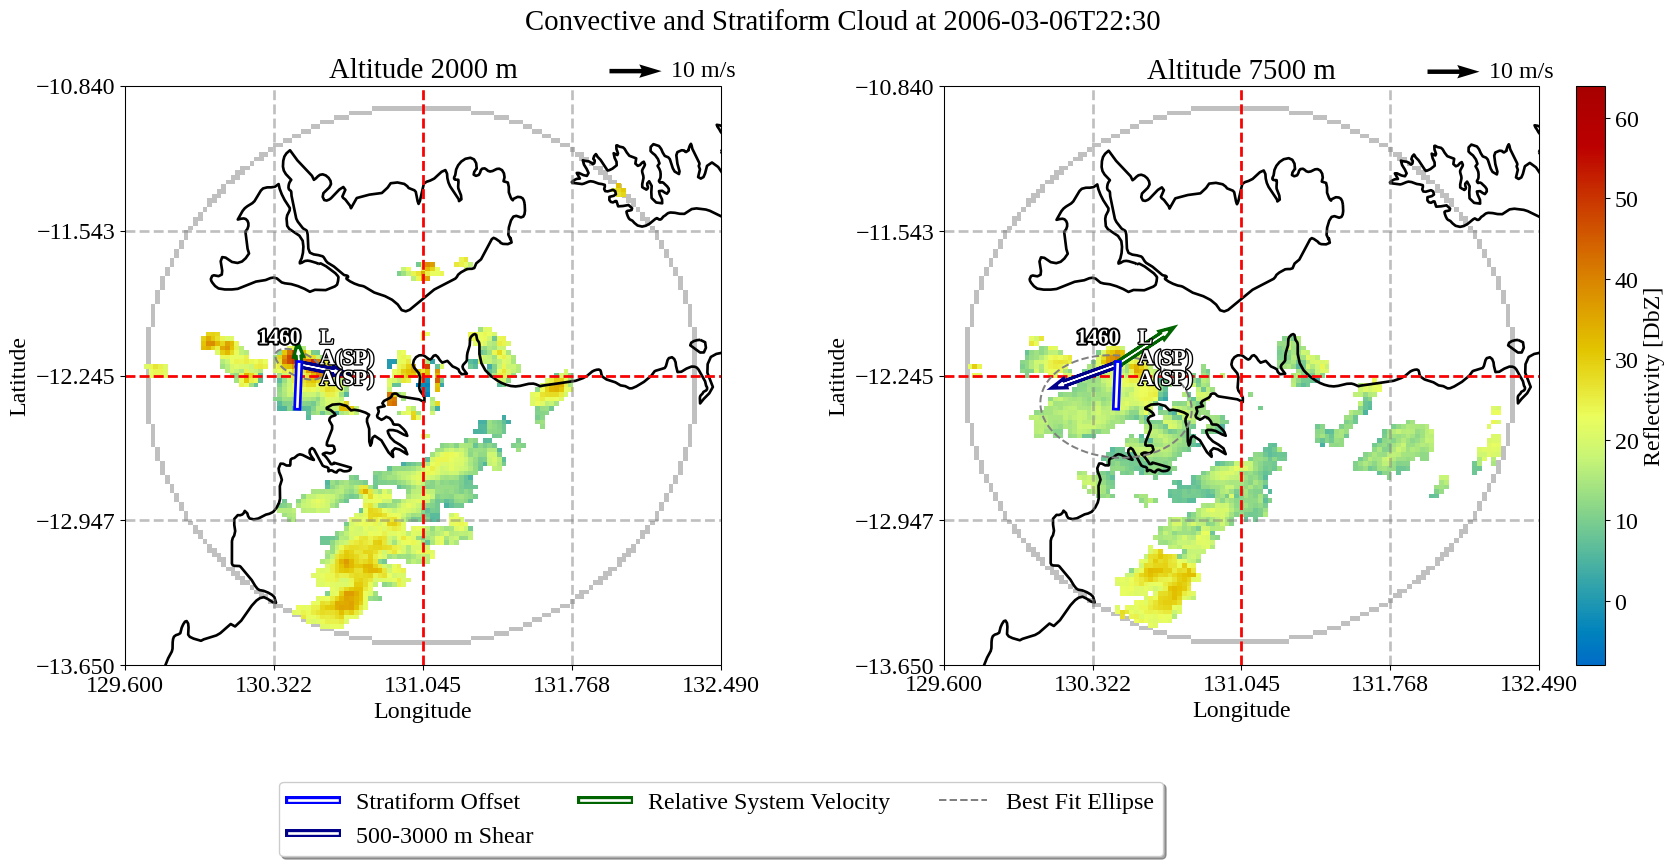 Convective and Stratiform Cloud at 2006-03-06T22:30
Altitude 2000 m
10 m/s
−10.840
−11.543
−12.245
−12.947
−13.650
129.600
130.322
131.045
131.768
132.490
Latitude
Longitude
1460
L
A(SP)
A(SP)
Altitude 7500 m
10 m/s
−10.840
−11.543
−12.245
−12.947
−13.650
129.600
130.322
131.045
131.768
132.490
Latitude
Longitude
1460
L
A(SP)
A(SP)
60
50
40
30
20
10
0
Reflectivity [DbZ]
Stratiform Offset
500-3000 m Shear
Relative System Velocity
Best Fit Ellipse